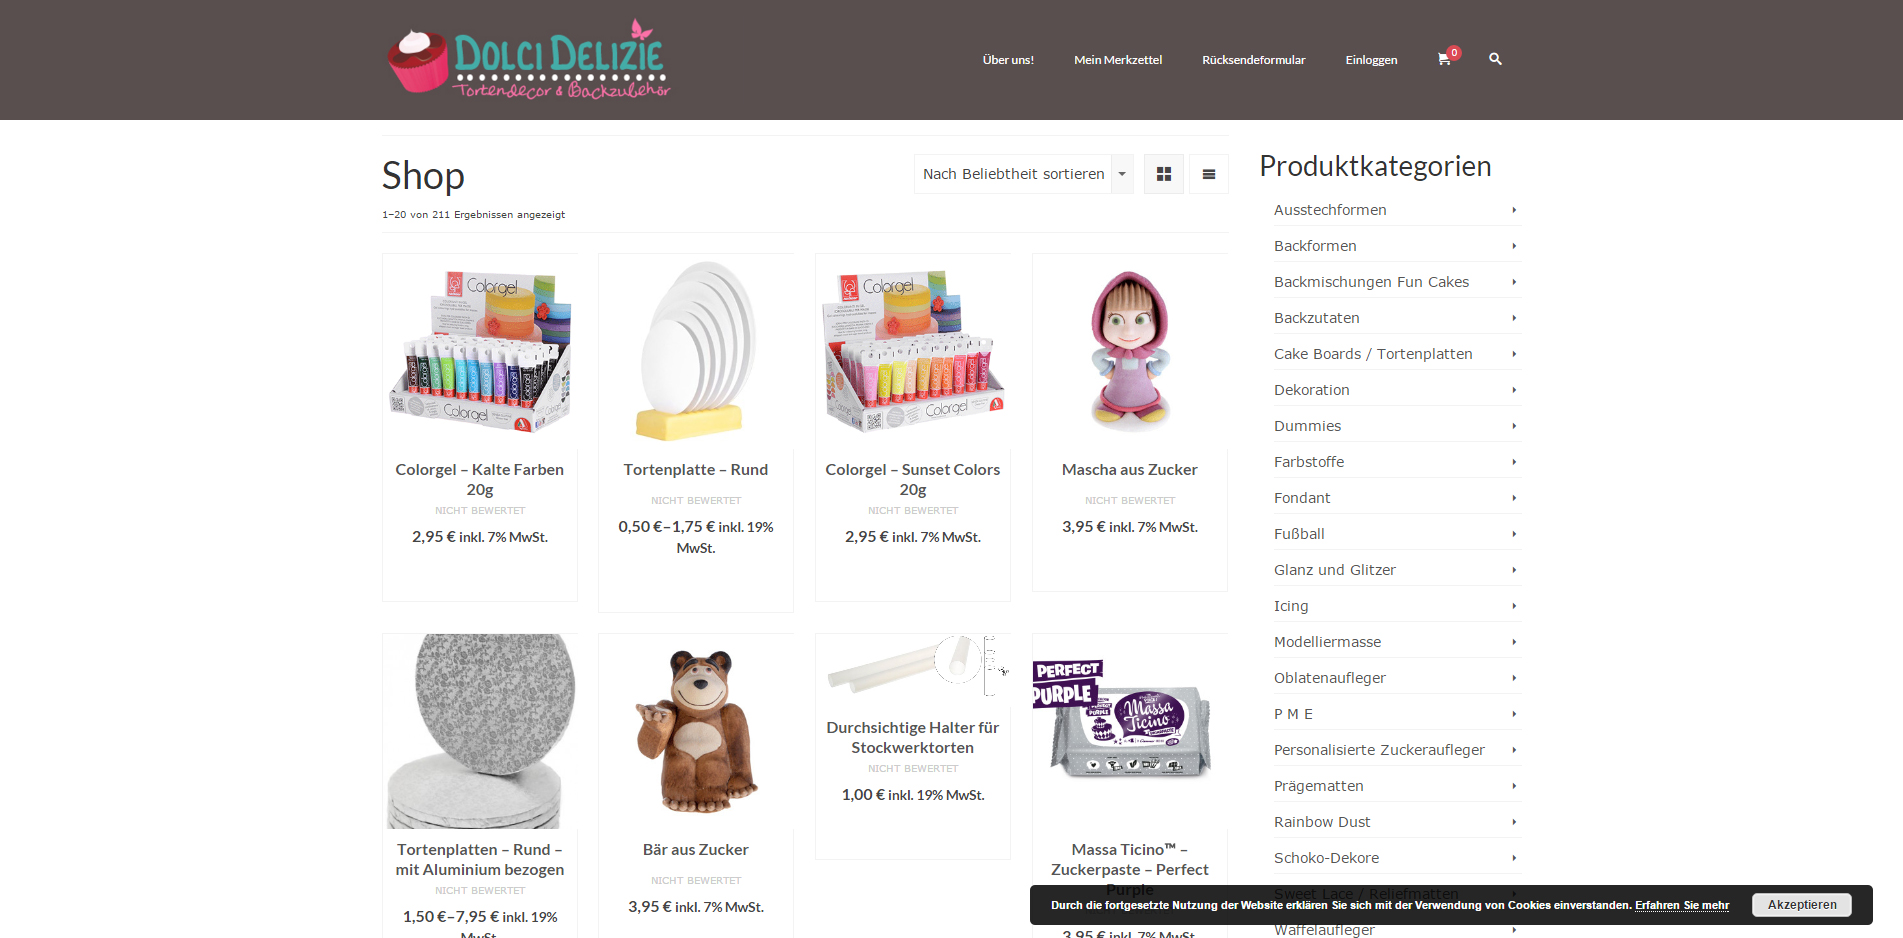 DOLCI DELIZIE
Tortendecor & Backzubehör
Über uns!
Mein Merkzettel
Rücksendeformular
Einloggen
0
Shop
1–20 von 211 Ergebnissen angezeigt
Nach Beliebtheit sortieren
Colorgel
Colorgel
Colorgel – Kalte Farben
20g
NICHT BEWERTET
2,95 € inkl. 7% MwSt.
Tortenplatte – Rund
NICHT BEWERTET
0,50 €–1,75 € inkl. 19%
MwSt.
Colorgel
Colorgel
Colorgel – Sunset Colors
20g
NICHT BEWERTET
2,95 € inkl. 7% MwSt.
Mascha aus Zucker
NICHT BEWERTET
3,95 € inkl. 7% MwSt.
Tortenplatten – Rund –
mit Aluminium bezogen
NICHT BEWERTET
1,50 €–7,95 € inkl. 19%
MwSt.
Bär aus Zucker
NICHT BEWERTET
3,95 € inkl. 7% MwSt.
Durchsichtige Halter für
Stockwerktorten
NICHT BEWERTET
1,00 € inkl. 19% MwSt.
PERFECT
PURPLE
Massa
Ticino
Massa Ticino™ –
Zuckerpaste – Perfect
Purple
3,95 € inkl. 7% MwSt.
Produktkategorien
Ausstechformen
Backformen
Backmischungen Fun Cakes
Backzutaten
Cake Boards / Tortenplatten
Dekoration
Dummies
Farbstoffe
Fondant
Fußball
Glanz und Glitzer
Icing
Modelliermasse
Oblatenaufleger
P M E
Personalisierte Zuckeraufleger
Prägematten
Rainbow Dust
Schoko-Dekore
Sweet Lace / Reliefmatten
Waffelaufleger
Durch die fortgesetzte Nutzung der Website erklären Sie sich mit der Verwendung von Cookies einverstanden. Erfahren Sie mehr
Akzeptieren